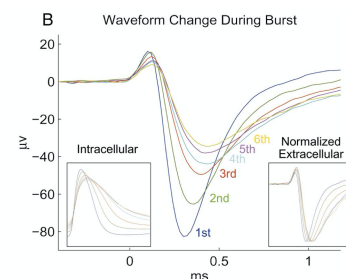 B
Waveform Change During Burst
20
0
-20
-40
-60
-80
μv
6th
5th
4th
3rd
2nd
1st
Intracellular
Normalized
Extracellular
0
0.5
1.0
ms